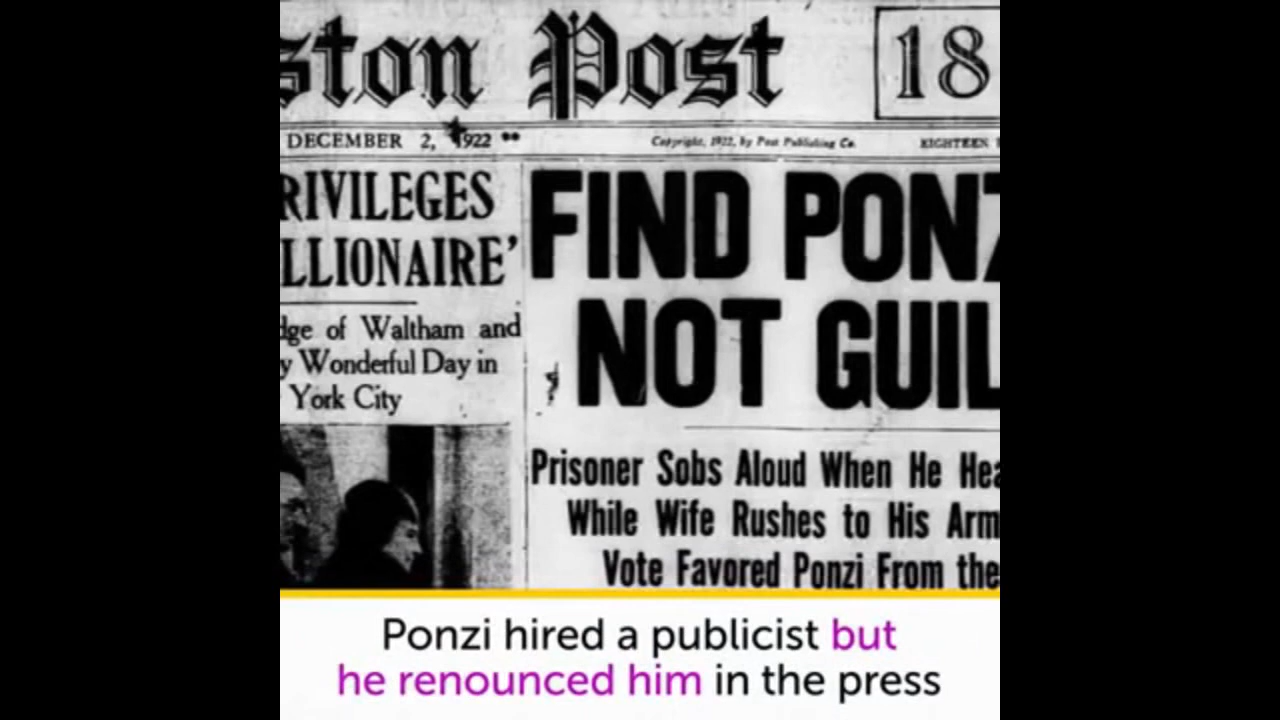 ston Post
18
DECEMBER 2, 1922 **
Copyright, 1922, by Post Publishing Co.
EIGHTEEN
RIVILEGES
LLIONAIRE'
dge of Waltham and
y Wonderful Day in
York City
FIND PONZ
NOT GUIL
Prisoner Sobs Aloud When He Hea
While Wife Rushes to His Arm
Vote Favored Ponzi From the
Ponzi hired a publicist but
he renounced him in the press